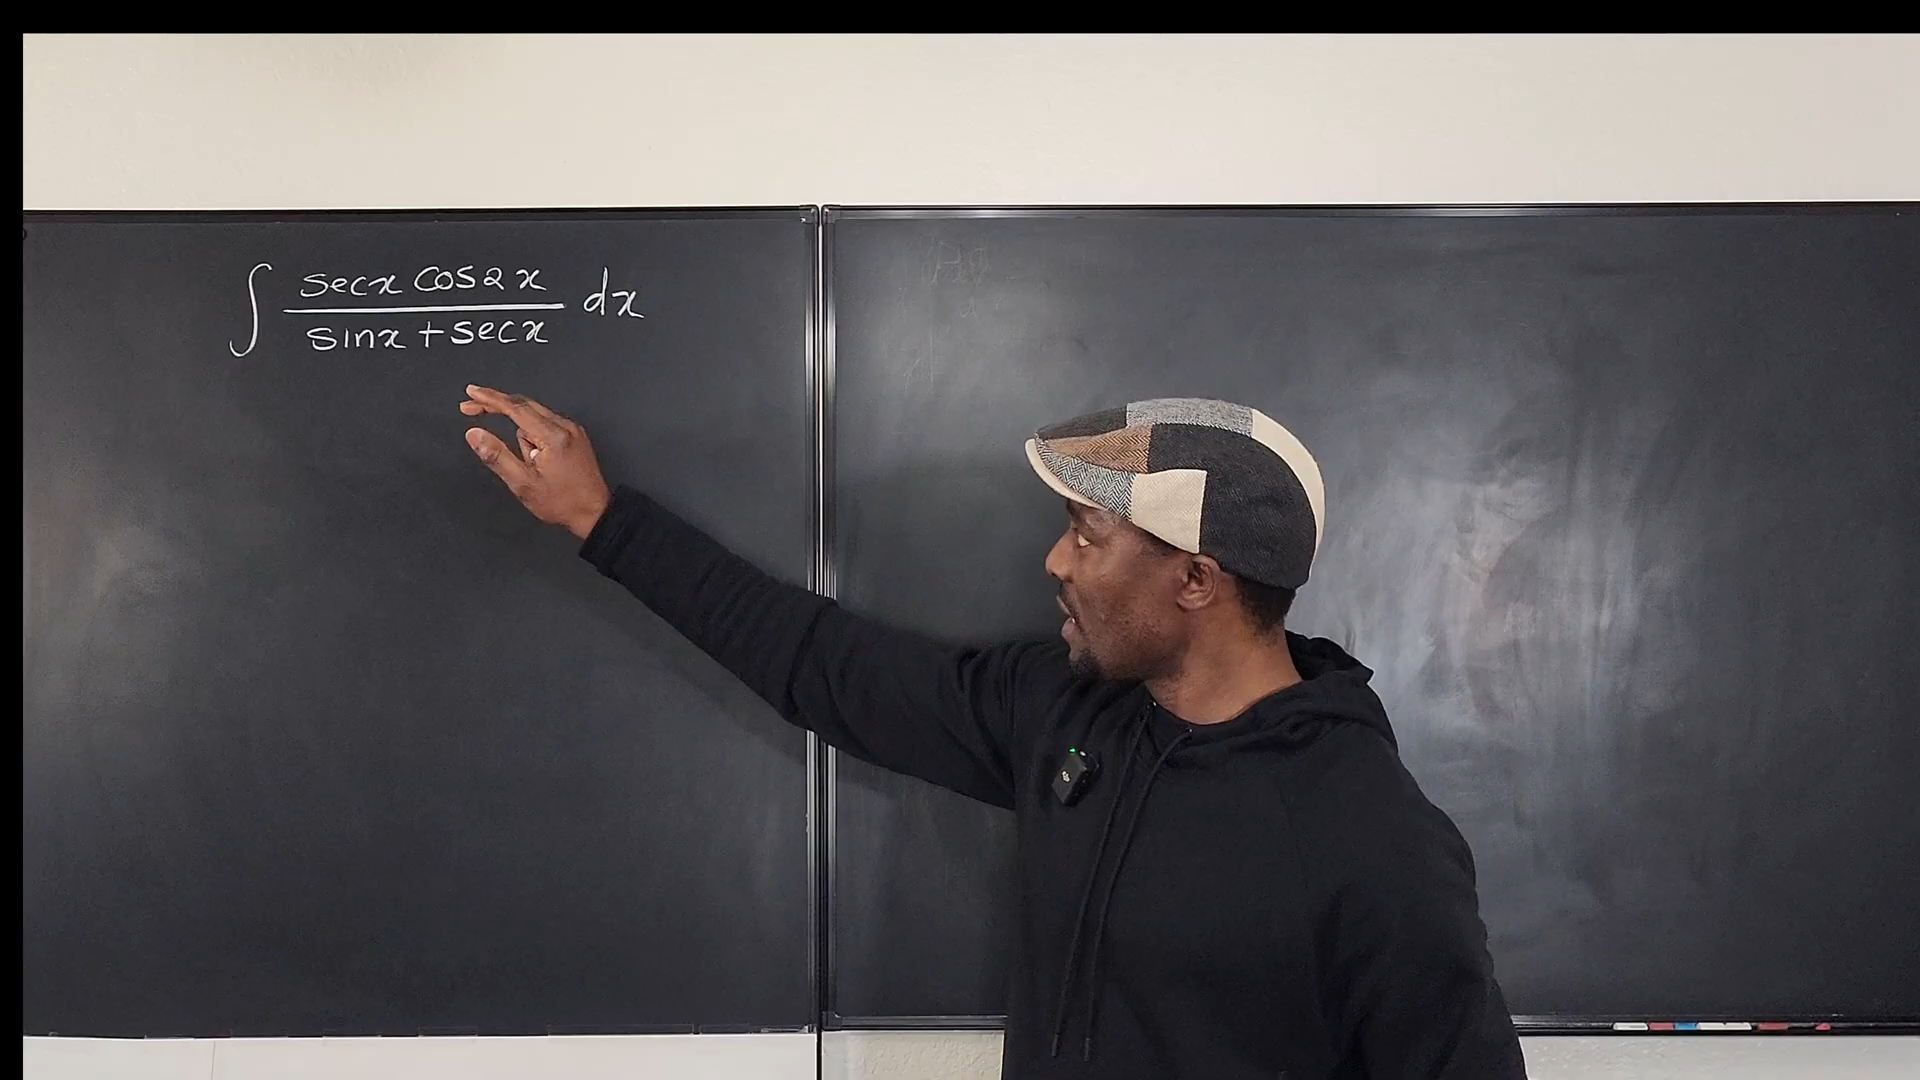 ∫ secx cos2x / sinx + secx dx